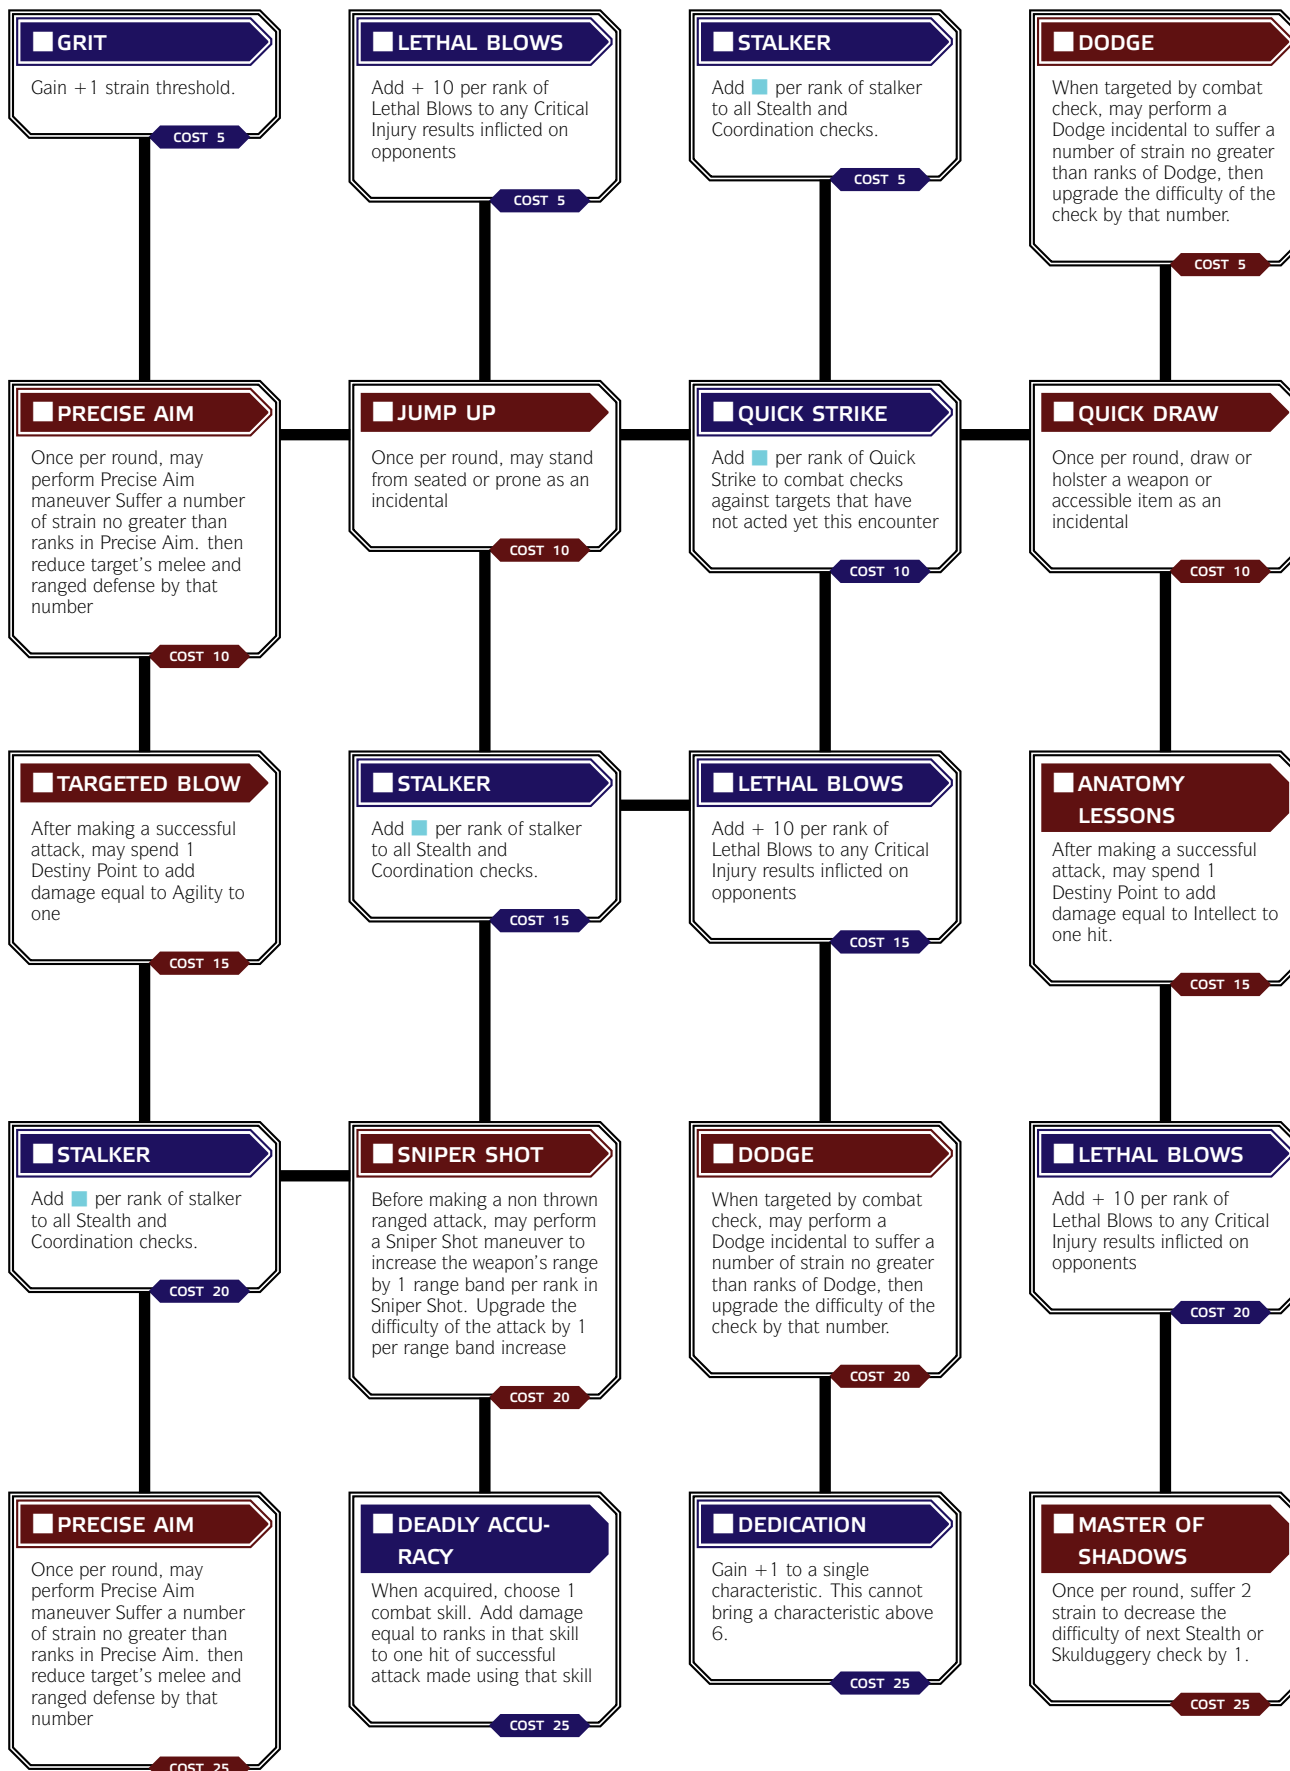 GRIT
Gain +1 strain threshold.
COST 5
LETHAL BLOWS
Add + 10 per rank of
Lethal Blows to any Critical
Injury results inflicted on
opponents
COST 5
STALKER
Add per rank of stalker
to all Stealth and
Coordination checks.
COST 5
DODGE
When targeted by combat
check, may perform a
Dodge incidental to suffer a
number of strain no greater
than ranks of Dodge, then
upgrade the difficulty of the
check by that number.
COST 5
PRECISE AIM
Once per round, may
perform Precise Aim
maneuver Suffer a number
of strain no greater than
ranks in Precise Aim. then
reduce target's melee and
ranged defense by that
number
COST 10
JUMP UP
Once per round, may stand
from seated or prone as an
incidental
COST 10
QUICK STRIKE
Add per rank of Quick
Strike to combat checks
against targets that have
not acted yet this encounter
COST 10
QUICK DRAW
Once per round, draw or
holster a weapon or
accessible item as an
incidental
COST 10
TARGETED BLOW
After making a successful
attack, may spend 1
Destiny Point to add
damage equal to Agility to
one
COST 15
STALKER
Add per rank of stalker
to all Stealth and
Coordination checks.
COST 15
LETHAL BLOWS
Add + 10 per rank of
Lethal Blows to any Critical
Injury results inflicted on
opponents
COST 15
ANATOMY
LESSONS
After making a successful
attack, may spend 1
Destiny Point to add
damage equal to Intellect to
one hit.
COST 15
STALKER
Add per rank of stalker
to all Stealth and
Coordination checks.
COST 20
SNIPER SHOT
Before making a non thrown
ranged attack, may perform
a Sniper Shot maneuver to
increase the weapon's range
by 1 range band per rank in
Sniper Shot. Upgrade the
difficulty of the attack by 1
per range band increase
COST 20
DODGE
When targeted by combat
check, may perform a
Dodge incidental to suffer a
number of strain no greater
than ranks of Dodge, then
upgrade the difficulty of the
check by that number.
COST 20
LETHAL BLOWS
Add + 10 per rank of
Lethal Blows to any Critical
Injury results inflicted on
opponents
COST 20
PRECISE AIM
Once per round, may
perform Precise Aim
maneuver Suffer a number
of strain no greater than
ranks in Precise Aim. then
reduce target's melee and
ranged defense by that
number
COST 25
DEADLY ACCU-
RACY
When acquired, choose 1
combat skill. Add damage
equal to ranks in that skill
to one hit of successful
attack made using that skill
COST 25
DEDICATION
Gain +1 to a single
characteristic. This cannot
bring a characteristic above
6.
COST 25
MASTER OF
SHADOWS
Once per round, suffer 2
strain to decrease the
difficulty of next Stealth or
Skulduggery check by 1.
COST 25